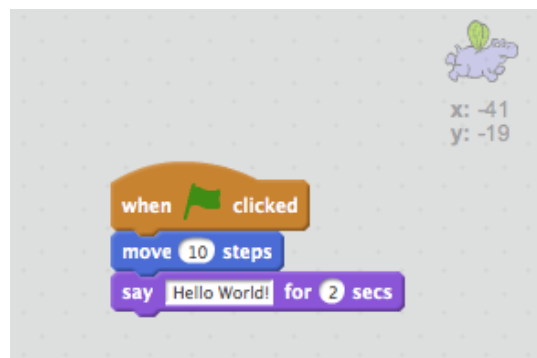 x: -41
y: -19
when clicked
move 10 steps
say Hello World! for 2 secs